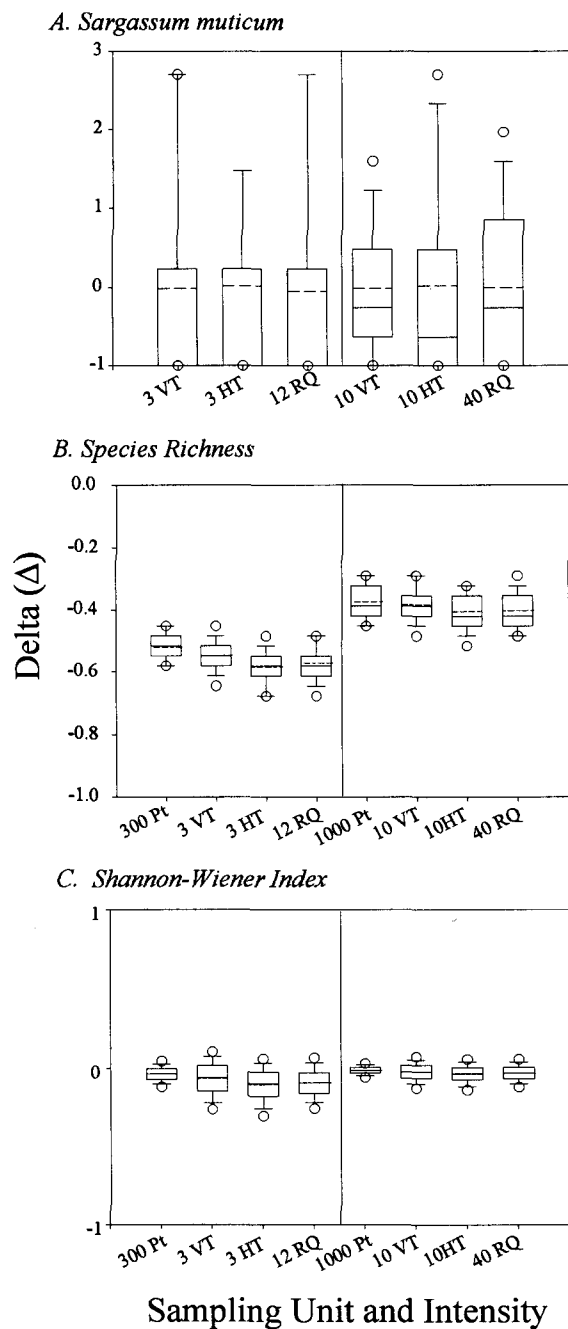 A. Sargassum muticum
3
2
1
0
-1
3 VT 3 HT 12 RQ 10 VT 10 HT 40 RQ
B. Species Richness
0.0
-0.2
-0.4
-0.6
-0.8
-1.0
300 Pt 3 VT 3 HT 12 RQ 1000 Pt 10 VT 10HT 40 RQ
Delta (Δ)
C. Shannon-Wiener Index
1
0
-1
300 Pt 3 VT 3 HT 12 RQ 1000 Pt 10 VT 10HT 40 RQ
Sampling Unit and Intensity